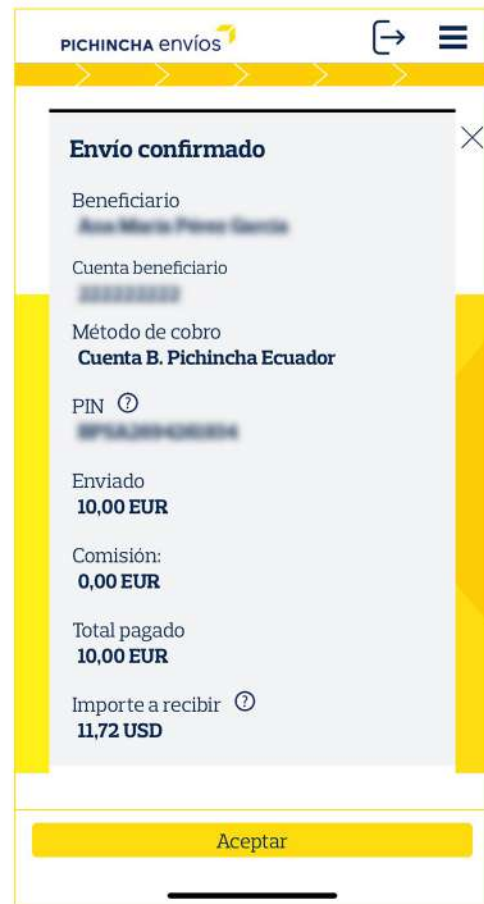 PICHINCHA envíos
Envío confirmado
Beneficiario
Cuenta beneficiario
Método de cobro
Cuenta B. Pichincha Ecuador
PIN ?
Enviado
10,00 EUR
Comisión:
0,00 EUR
Total pagado
10,00 EUR
Importe a recibir ?
11,72 USD
Aceptar